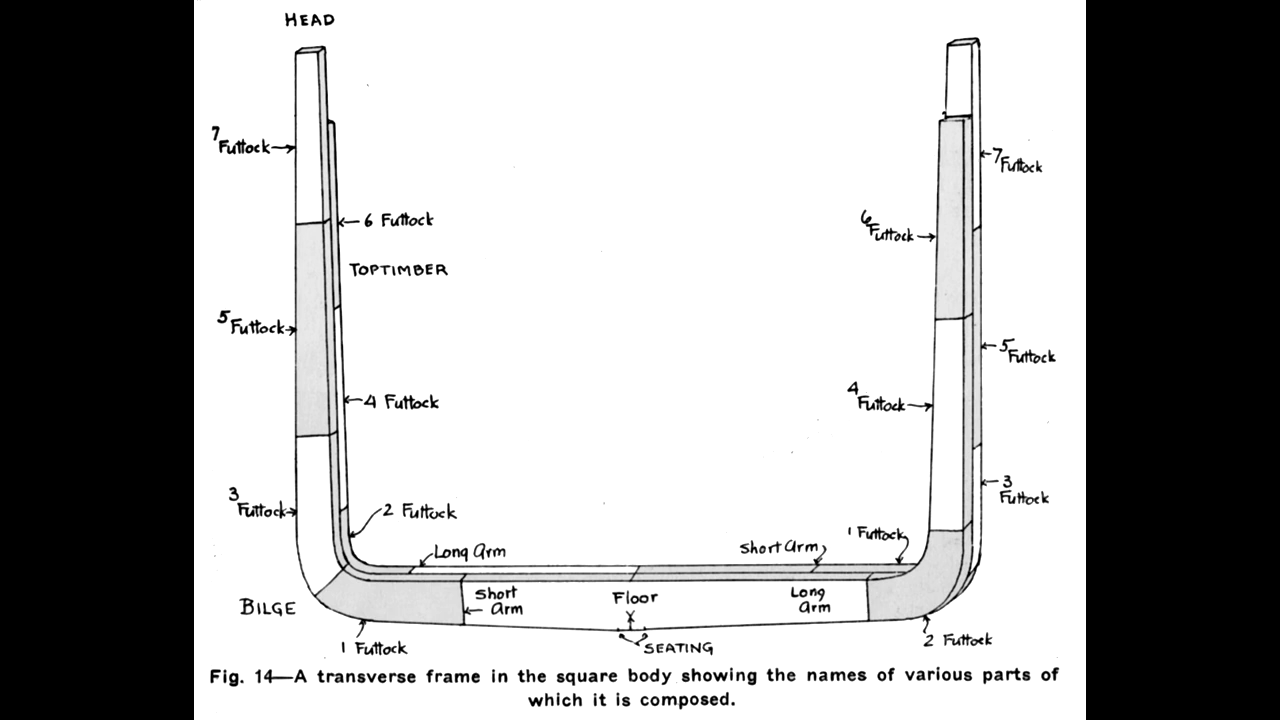 HEAD
7
Futtock
7
Futtock
6 Futtock
6
Futtock
TOPTIMBER
5
Futtock
5
Futtock
4 Futtock
4
Futtock
3
Futtock
3
Futtock
2 Futtock
1 Futtock
Long Arm
Short Arm
Short
Arm
Floor
Long
Arm
BILGE
1 Futtock
SEATING
2 Futtock
Fig. 14—A transverse frame in the square body showing the names of various parts of
which it is composed.